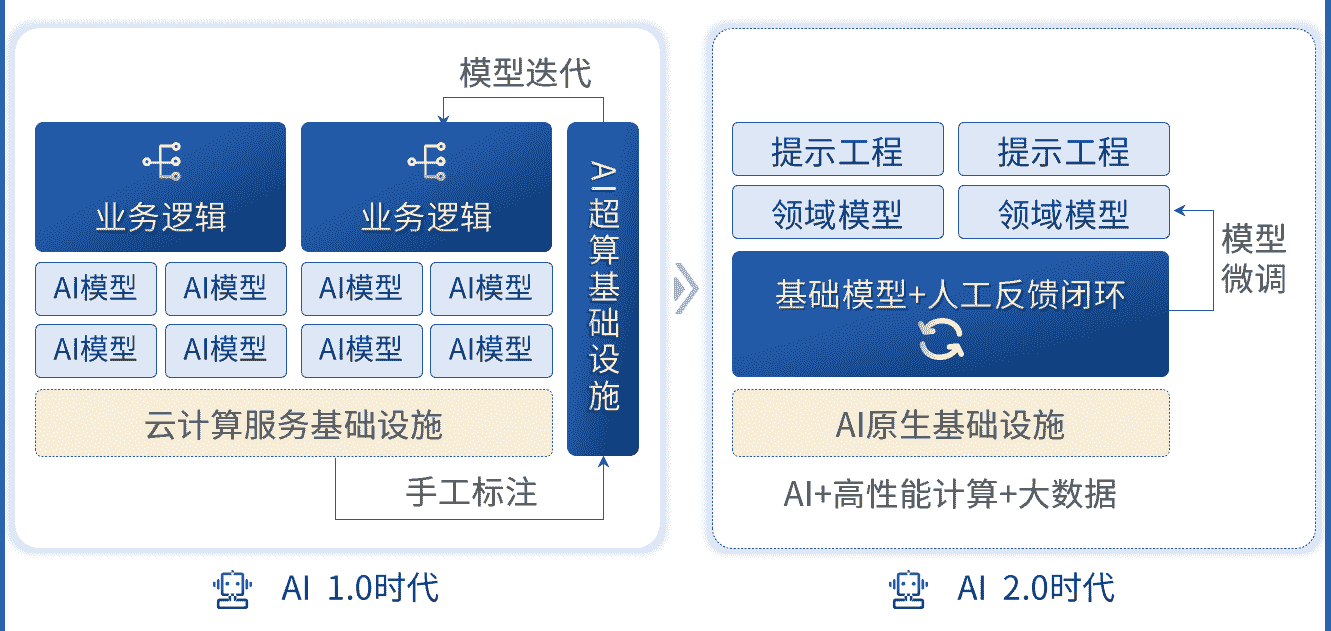 模型迭代
业务逻辑
业务逻辑
AI超算基础设施
AI模型
AI模型
AI模型
AI模型
AI模型
AI模型
AI模型
AI模型
云计算服务基础设施
手工标注
AI 1.0时代
提示工程
提示工程
领域模型
领域模型
模型
微调
基础模型+人工反馈闭环
AI原生基础设施
AI+高性能计算+大数据
AI 2.0时代